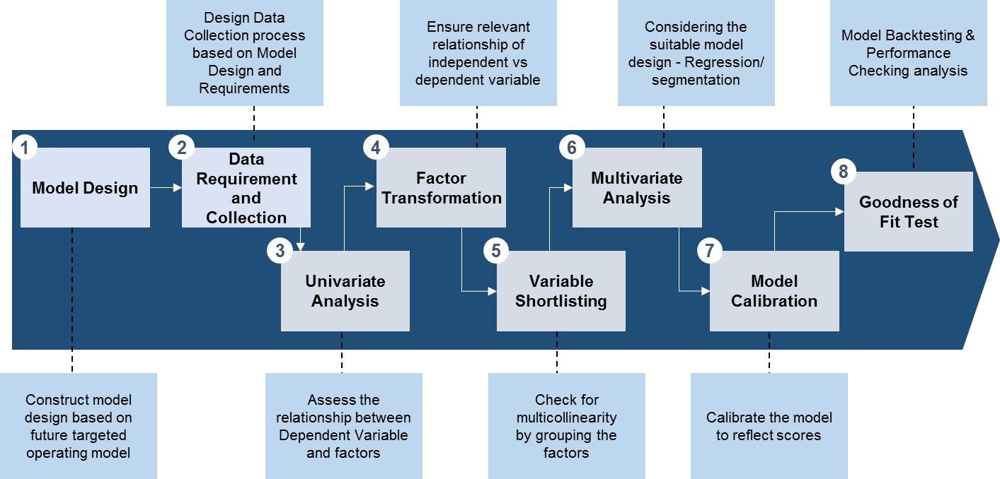 Design Data
Collection process
based on Model
Design and
Requirements
Ensure relevant
relationship of
independent vs
dependent variable
Considering the
suitable model
design - Regression/
segmentation
Model Backtesting &
Performance
Checking analysis
1
Model Design
2
Data
Requirement
and
Collection
3
Univariate
Analysis
4
Factor
Transformation
5
Variable
Shortlisting
6
Multivariate
Analysis
7
Model
Calibration
8
Goodness of
Fit Test
Construct model
design based on
future targeted
operating model
Assess the
relationship between
Dependent Variable
and factors
Check for
multicollinearity
by grouping the
factors
Calibrate the model
to reflect scores